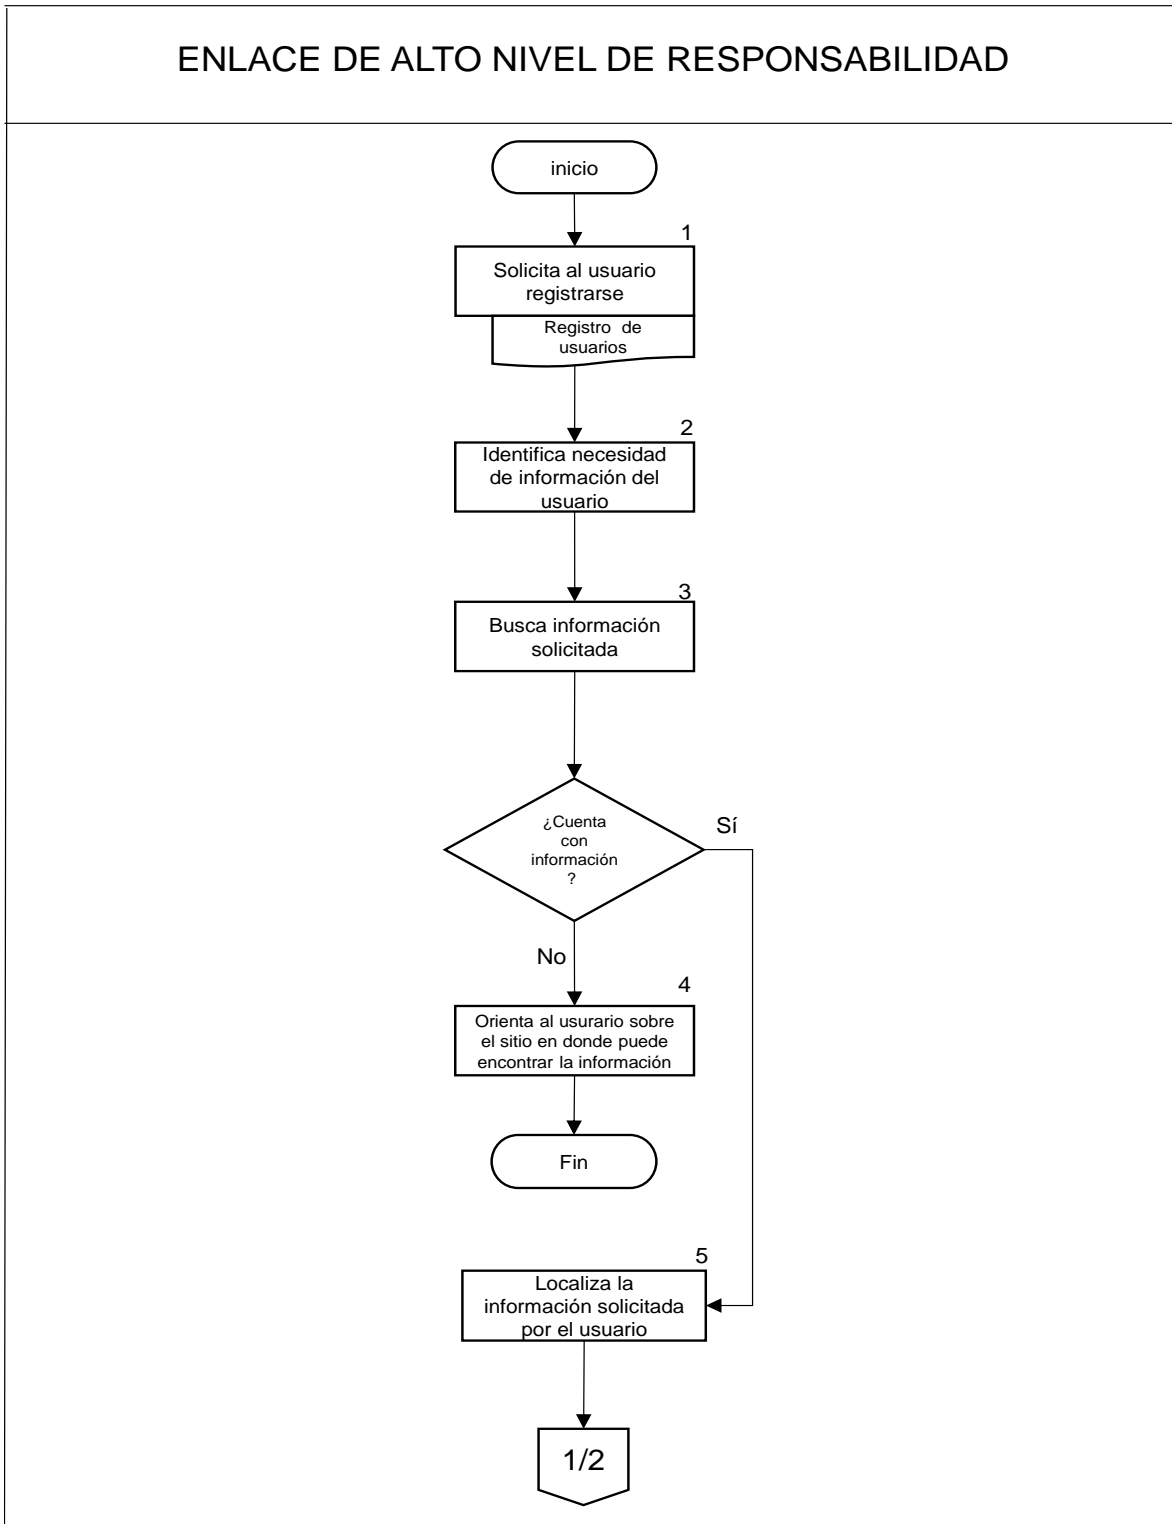 ENLACE DE ALTO NIVEL DE RESPONSABILIDAD
inicio
1
Solicita al usuario
registrarse
Registro de
usuarios
2
Identifica necesidad
de información del
usuario
3
Busca información
solicitada
¿Cuenta
con
información
?
Sí
No
4
Orienta al usurario sobre
el sitio en donde puede
encontrar la información
Fin
5
Localiza la
información solicitada
por el usuario
1/2